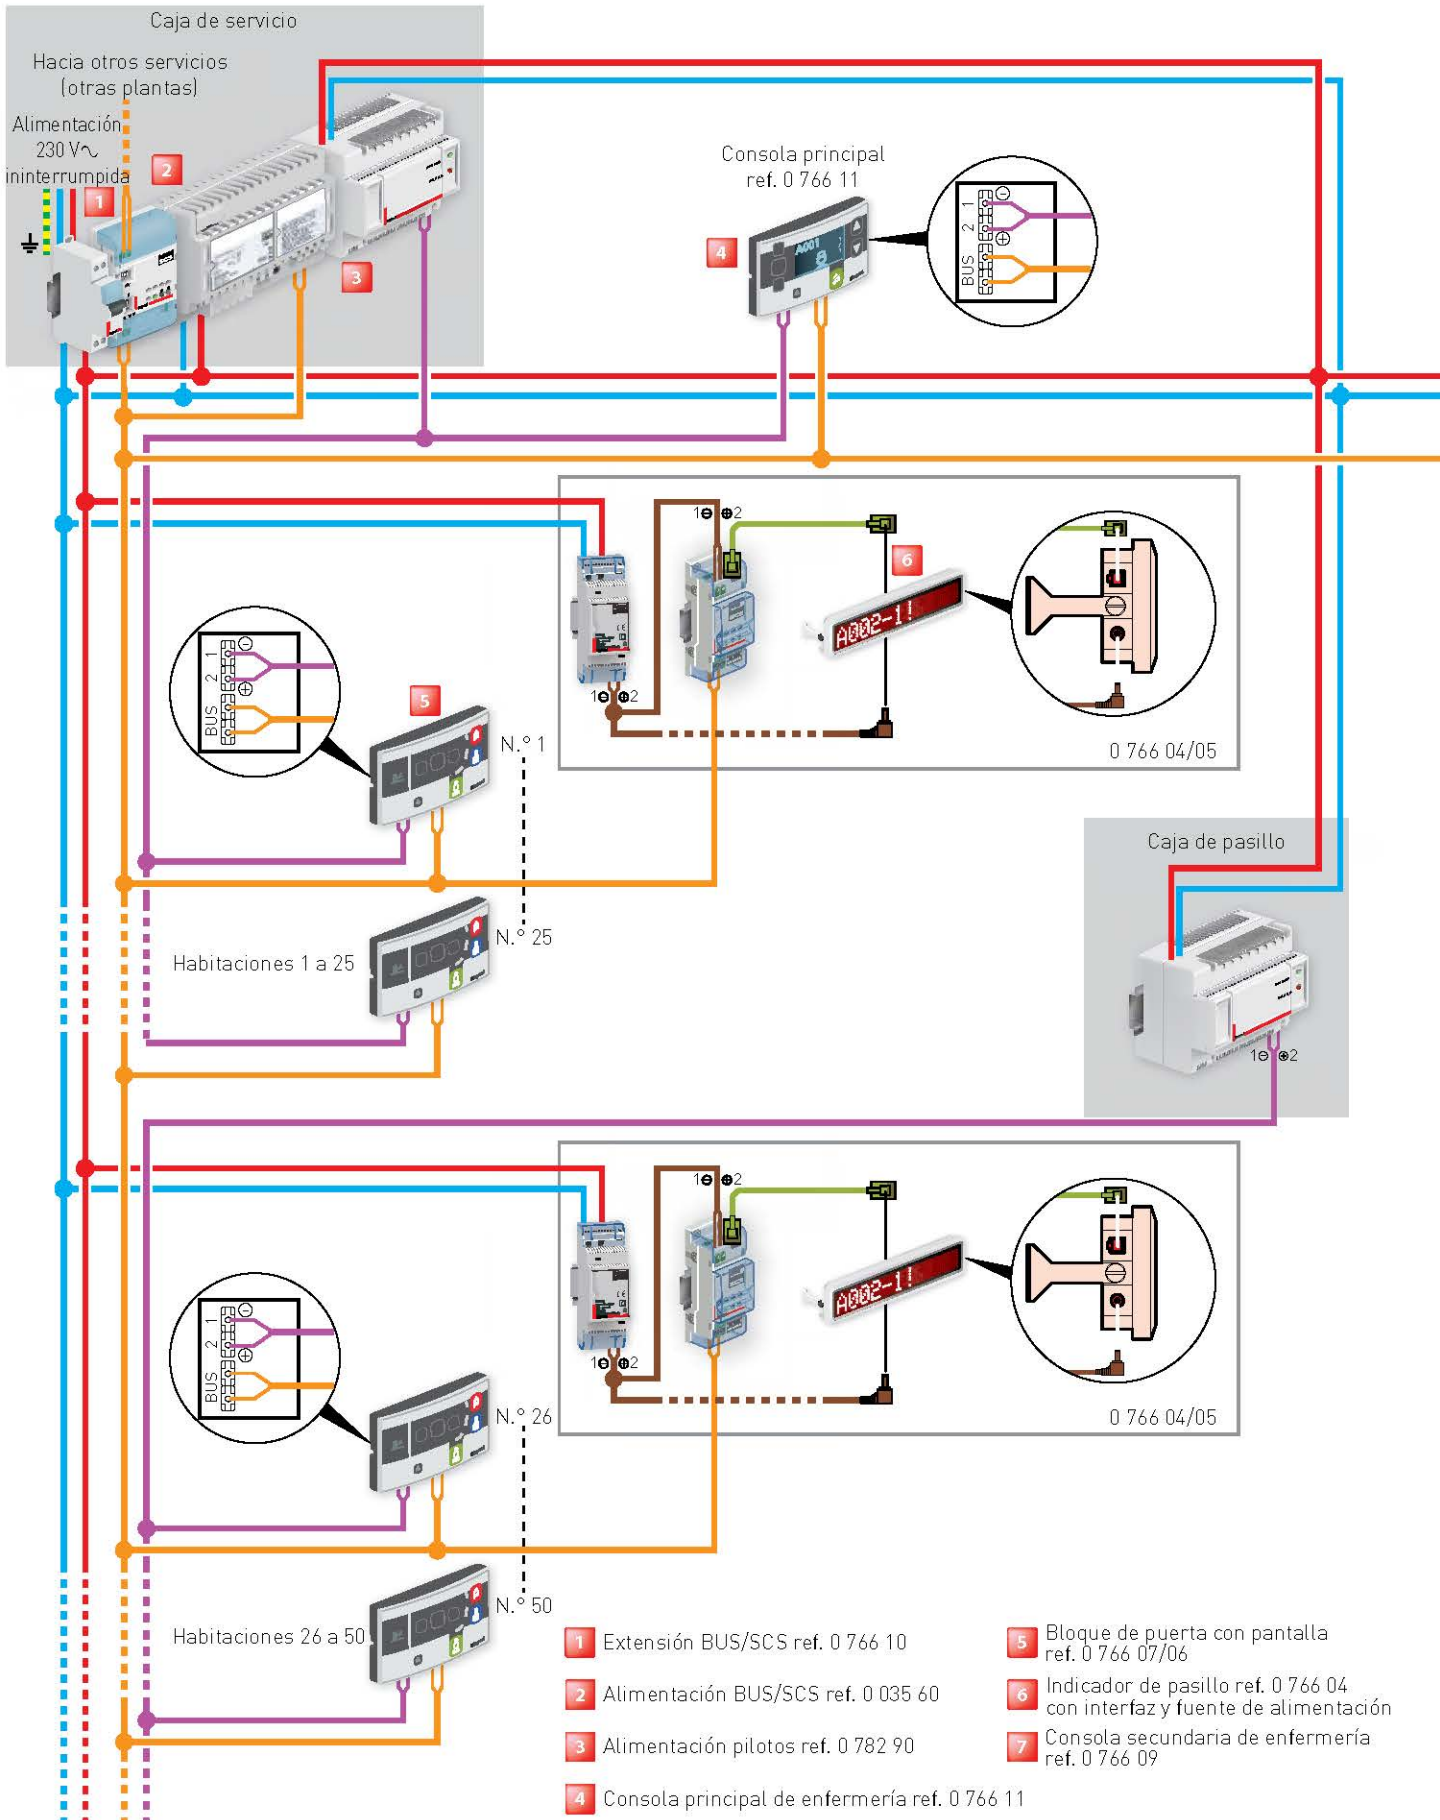 Caja de servicio
Hacia otros servicios
(otras plantas)
Alimentación
230 V∿
ininterrumpida
1
2
3
Consola principal
ref. 0 766 11
4
1
2
BUS
1 2
6
A002-1!
1 2
0 766 04/05
1
2
BUS
5
N.° 1
N.° 25
Habitaciones 1 a 25
Caja de pasillo
1 2
1 2
A002-1!
1 2
0 766 04/05
1
2
BUS
N.° 26
N.° 50
Habitaciones 26 a 50
1 Extensión BUS/SCS ref. 0 766 10
2 Alimentación BUS/SCS ref. 0 035 60
3 Alimentación pilotos ref. 0 782 90
4 Consola principal de enfermería ref. 0 766 11
5 Bloque de puerta con pantalla
ref. 0 766 07/06
6 Indicador de pasillo ref. 0 766 04
con interfaz y fuente de alimentación
7 Consola secundaria de enfermería
ref. 0 766 09